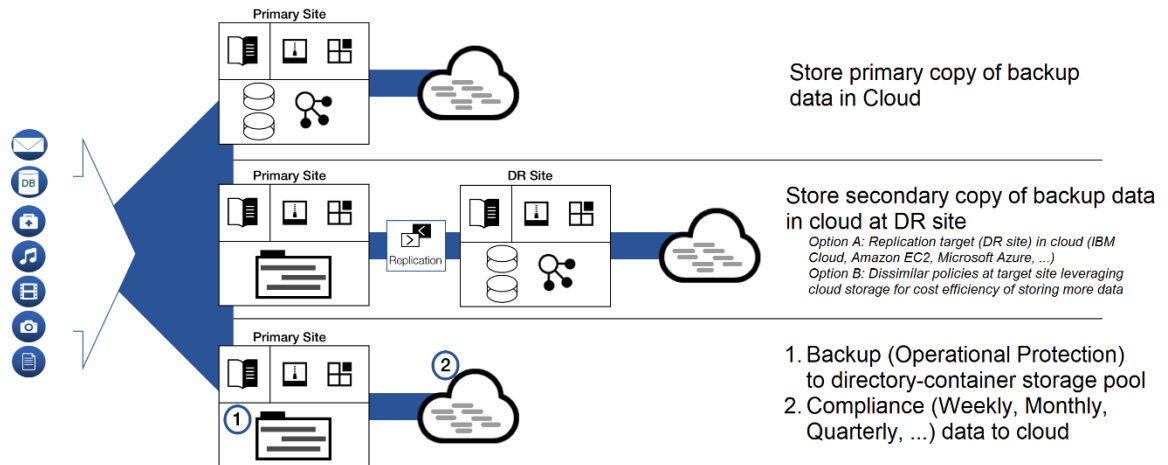 Primary Site
Store primary copy of backup
data in Cloud
DB
Primary Site
DR Site
Replication
Store secondary copy of backup data
in cloud at DR site
Option A: Replication target (DR site) in cloud (IBM
Cloud, Amazon EC2, Microsoft Azure, ...)
Option B: Dissimilar policies at target site leveraging
cloud storage for cost efficiency of storing more data
Primary Site
1
2
1. Backup (Operational Protection)
to directory-container storage pool
2. Compliance (Weekly, Monthly,
Quarterly, ...) data to cloud